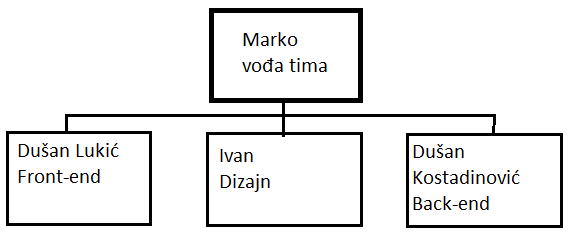 Marko
vođa tima
Dušan Lukić
Front-end
Ivan
Dizajn
Dušan
Kostadinović
Back-end